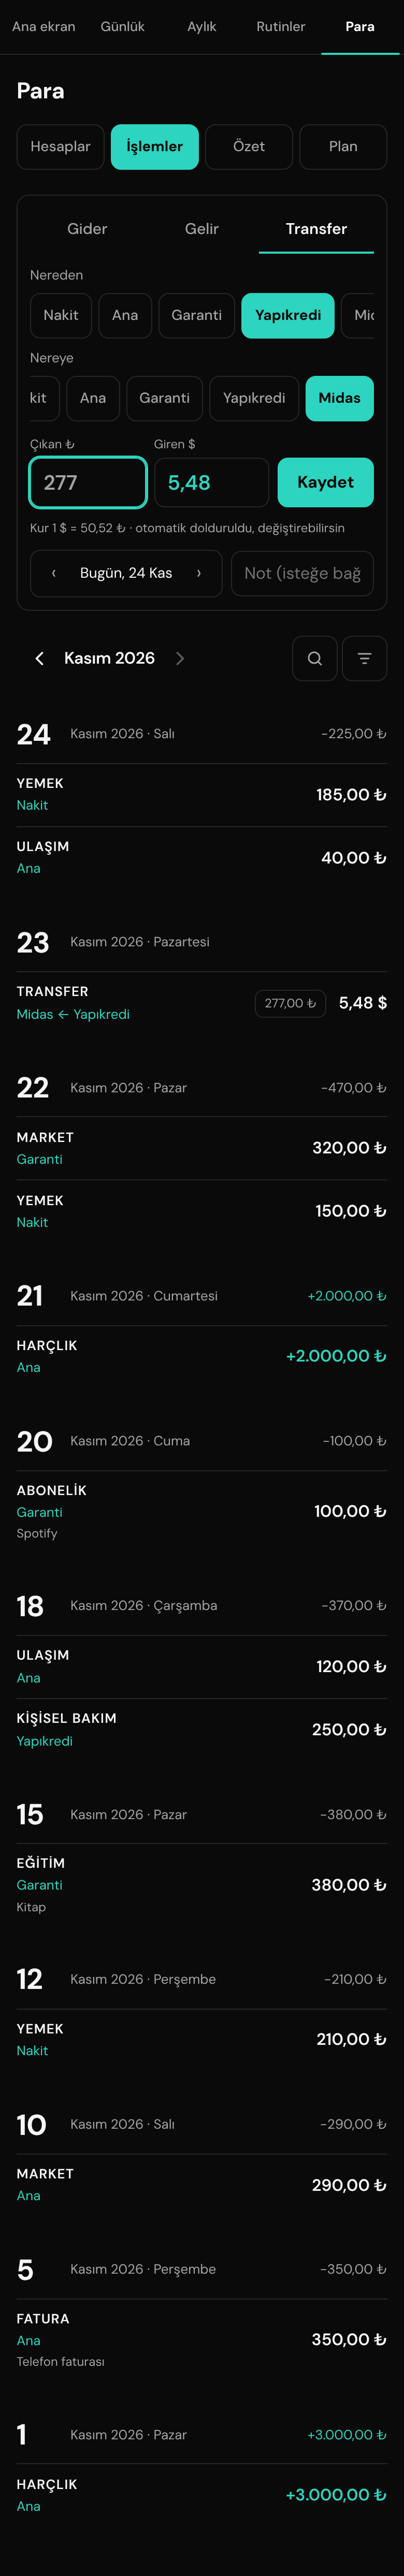 Ana ekran Günlük Aylık Rutinler Para
Para
Hesaplar İşlemler Özet Plan
Gider Gelir Transfer
Nereden
Nakit Ana Garanti Yapıkredi Mid
Nereye
kit Ana Garanti Yapıkredi Midas
Çıkan ₺ Giren $
277 5,48 Kaydet
Kur 1 $ = 50,52 ₺ · otomatik dolduruldu, değiştirebilirsin
‹ Bugün, 24 Kas › Not (isteğe bağ
Kasım 2026
24 Kasım 2026 · Salı -225,00 ₺
YEMEK
Nakit
185,00 ₺
ULAŞIM
Ana
40,00 ₺
23 Kasım 2026 · Pazartesi
TRANSFER
Midas ← Yapıkredi
277,00 ₺ 5,48 $
22 Kasım 2026 · Pazar -470,00 ₺
MARKET
Garanti
320,00 ₺
YEMEK
Nakit
150,00 ₺
21 Kasım 2026 · Cumartesi +2.000,00 ₺
HARÇLIK
Ana
+2.000,00 ₺
20 Kasım 2026 · Cuma -100,00 ₺
ABONELİK
Garanti
Spotify
100,00 ₺
18 Kasım 2026 · Çarşamba -370,00 ₺
ULAŞIM
Ana
120,00 ₺
KİŞİSEL BAKIM
Yapıkredi
250,00 ₺
15 Kasım 2026 · Pazar -380,00 ₺
EĞİTİM
Garanti
Kitap
380,00 ₺
12 Kasım 2026 · Perşembe -210,00 ₺
YEMEK
Nakit
210,00 ₺
10 Kasım 2026 · Salı -290,00 ₺
MARKET
Ana
290,00 ₺
5 Kasım 2026 · Perşembe -350,00 ₺
FATURA
Ana
Telefon faturası
350,00 ₺
1 Kasım 2026 · Pazar +3.000,00 ₺
HARÇLIK
Ana
+3.000,00 ₺